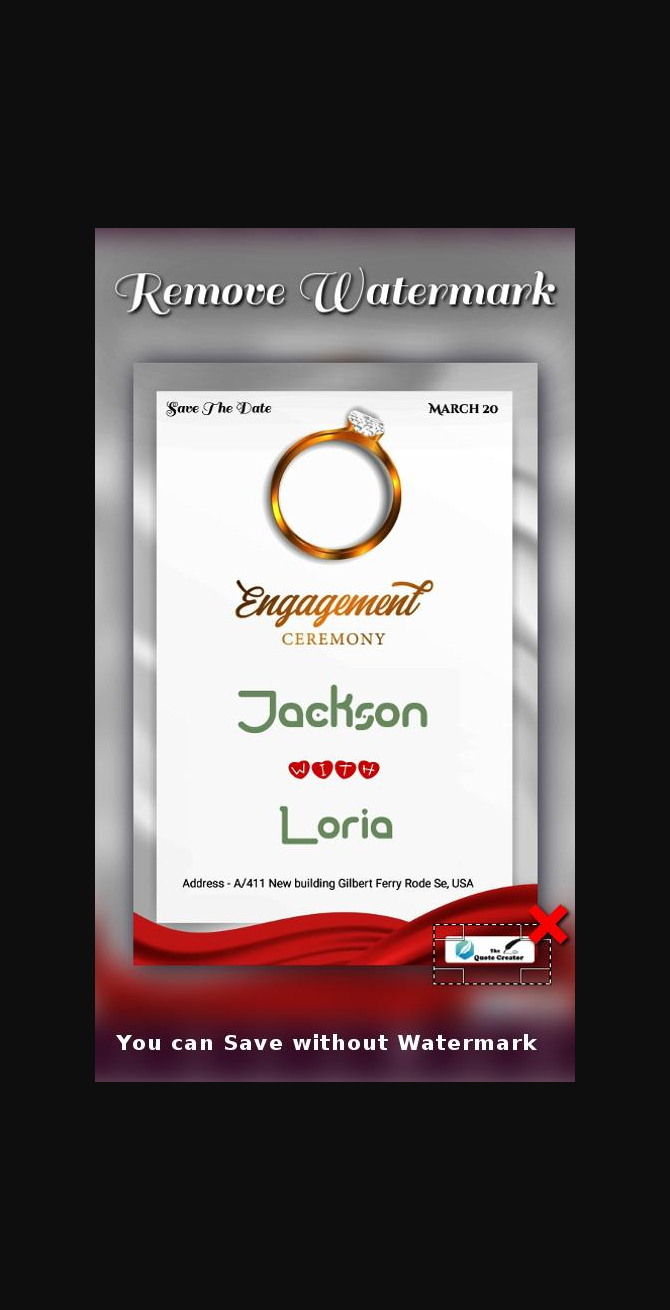 Remove Watermark
Save The Date
MARCH 20
Engagement
CEREMONY
Jackson
WITH
Loria
Address - A/411 New building Gilbert Ferry Rode Se, USA
The
Quote Creator
You can Save without Watermark